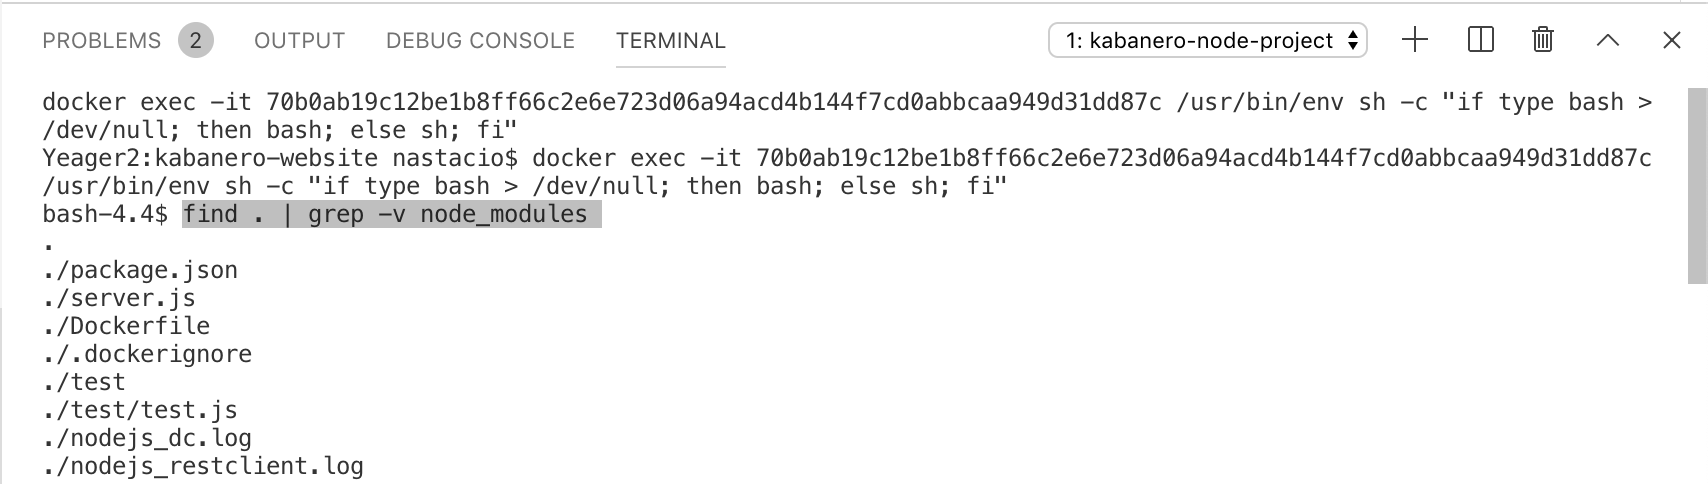 PROBLEMS 2 OUTPUT DEBUG CONSOLE TERMINAL 1: kabanero-node-project
docker exec -it 70b0ab19c12be1b8ff66c2e6e723d06a94acd4b144f7cd0abbcaa949d31dd87c /usr/bin/env sh -c "if type bash >
/dev/null; then bash; else sh; fi"
Yeager2:kabanero-website nastacio$ docker exec -it 70b0ab19c12be1b8ff66c2e6e723d06a94acd4b144f7cd0abbcaa949d31dd87c
/usr/bin/env sh -c "if type bash > /dev/null; then bash; else sh; fi"
bash-4.4$ find . | grep -v node_modules
.
./package.json
./server.js
./Dockerfile
./.dockerignore
./test
./test/test.js
./nodejs_dc.log
./nodejs_restclient.log